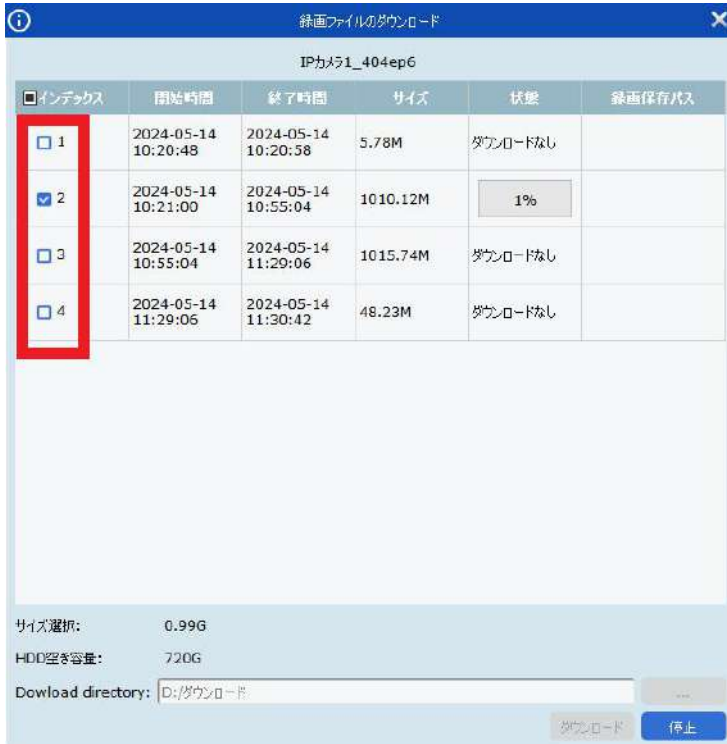 録画ファイルのダウンロード
IPカメラ1_404ep6
インデックス 開始時間 終了時間 サイズ 状態 録画保存パス
1 2024-05-14 10:20:48 2024-05-14 10:20:58 5.78M ダウンロードなし
2 2024-05-14 10:21:00 2024-05-14 10:55:04 1010.12M 1%
3 2024-05-14 10:55:04 2024-05-14 11:29:06 1015.74M ダウンロードなし
4 2024-05-14 11:29:06 2024-05-14 11:30:42 48.23M ダウンロードなし
サイズ選択: 0.99G
HDD空き容量: 720G
Dowload directory: D:/ダウンロード ...
ダウンロード 停止